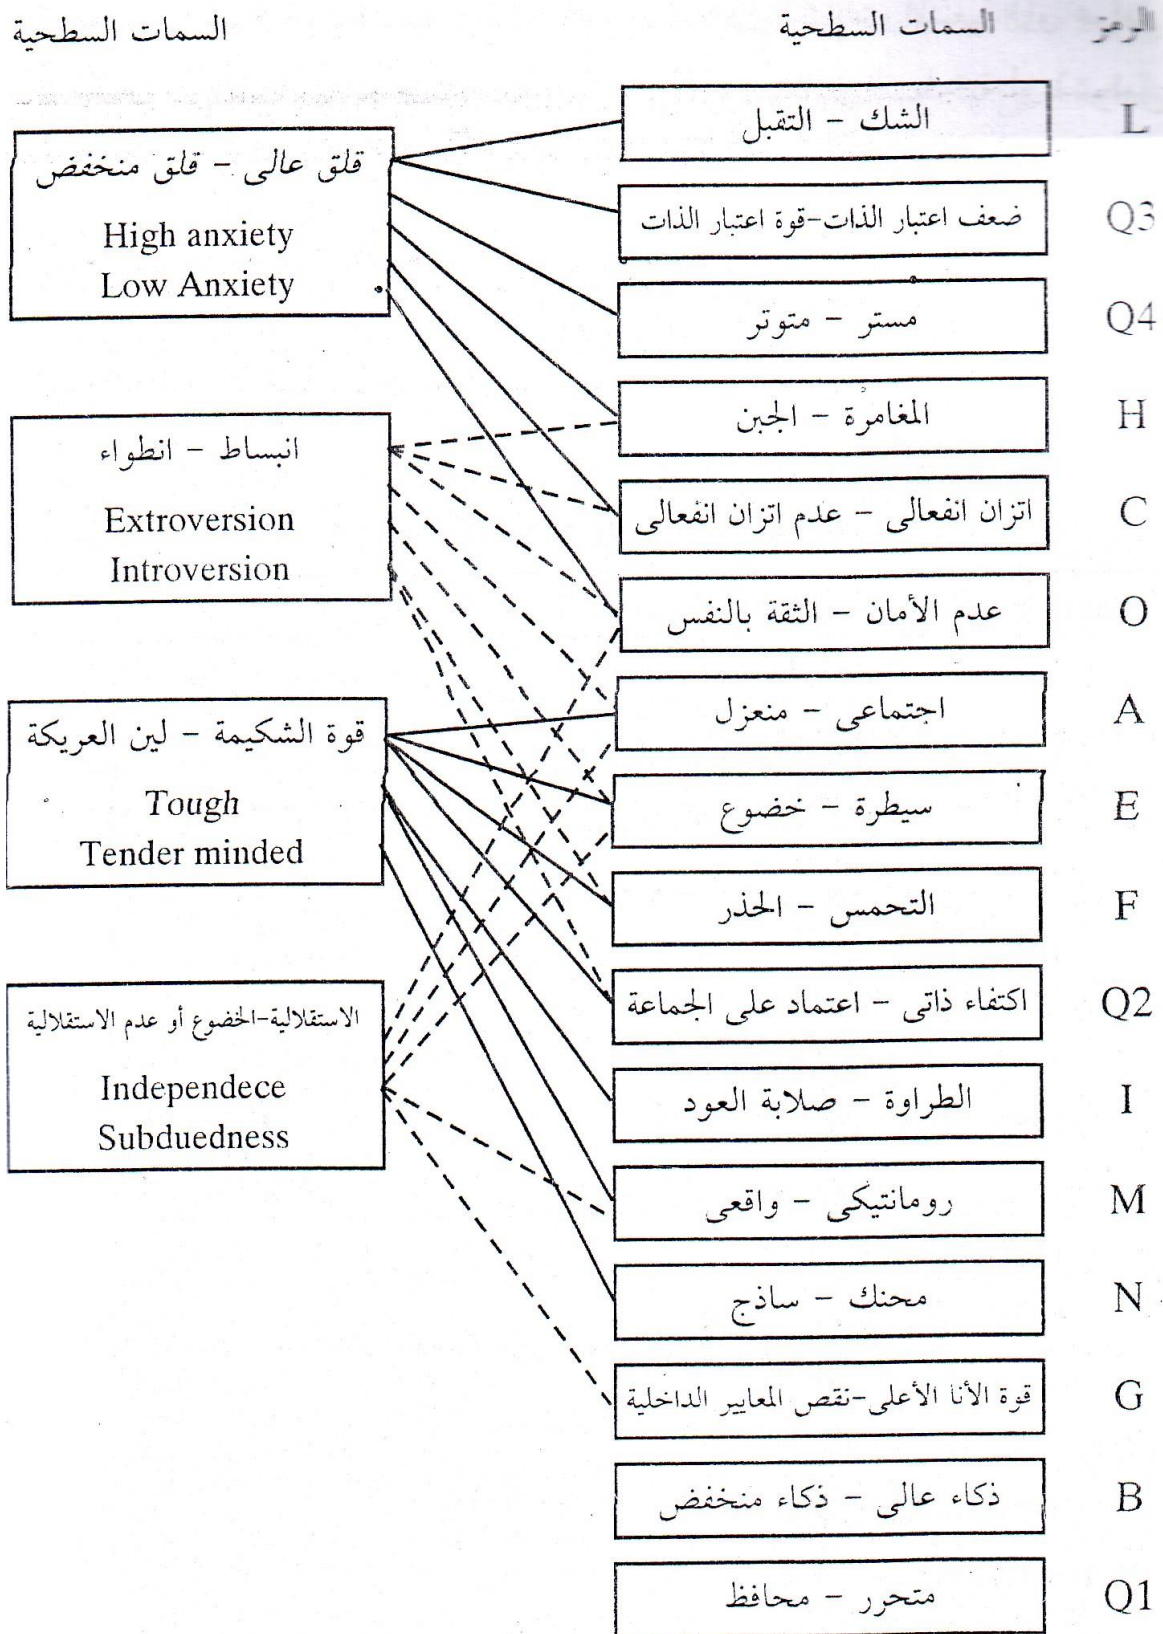 الرمز
السمات السطحية
السمات السطحية
L
الشك – التقبل
Q3
ضعف اعتبار الذات-قوة اعتبار الذات
Q4
مستر – متوتر
H
المغامرة – الجبن
C
اتزان انفعالى – عدم اتزان انفعالى
O
عدم الأمان – الثقة بالنفس
A
اجتماعى – منعزل
E
سيطرة – خضوع
F
التحمس – الحذر
Q2
اكتفاء ذاتى – اعتماد على الجماعة
I
الطراوة – صلابة العود
M
رومانتيكى – واقعى
N
محنك – ساذج
G
قوة الأنا الأعلى-نقص المعايير الداخلية
B
ذكاء عالى – ذكاء منخفض
Q1
متحرر – محافظ
قلق عالى – قلق منخفض
High anxiety
Low Anxiety
انبساط – انطواء
Extroversion
Introversion
قوة الشكيمة – لين العريكة
Tough
Tender minded
الاستقلالية-الخضوع أو عدم الاستقلالية
Independece
Subduedness